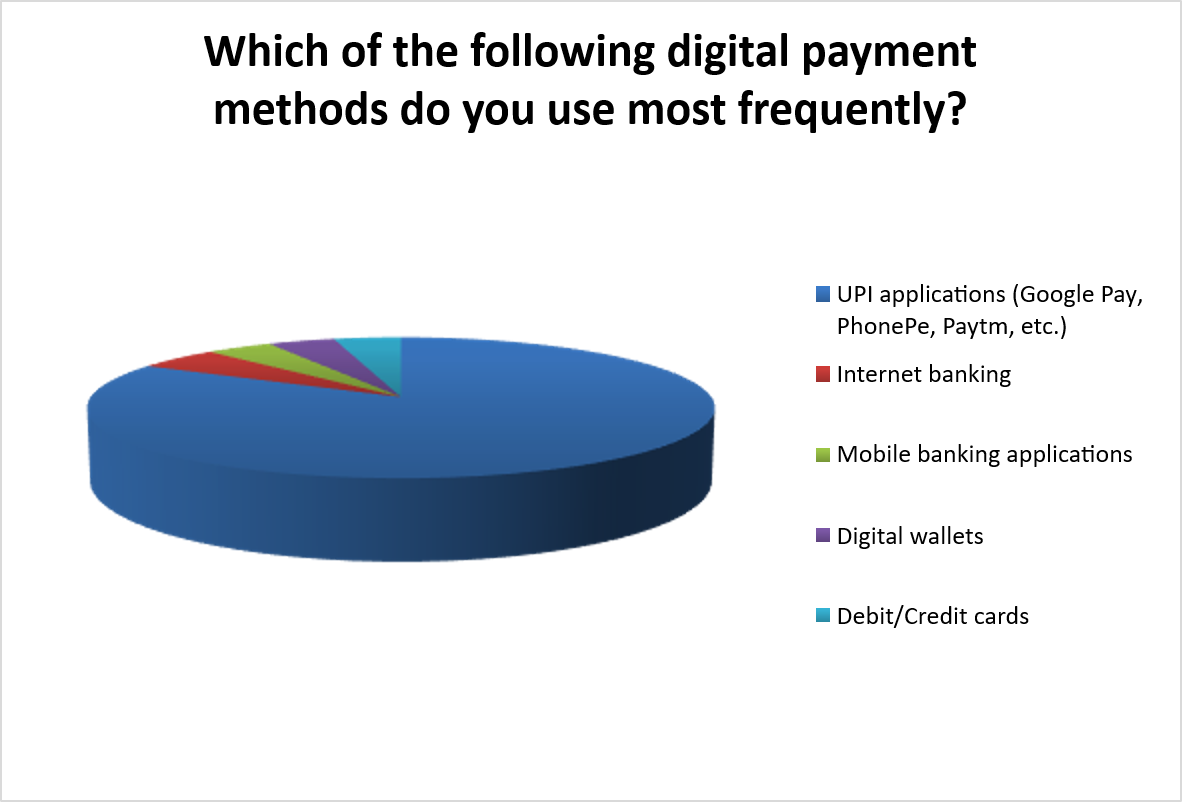 Which of the following digital payment
methods do you use most frequently?
UPI applications (Google Pay,
PhonePe, Paytm, etc.)
Internet banking
Mobile banking applications
Digital wallets
Debit/Credit cards